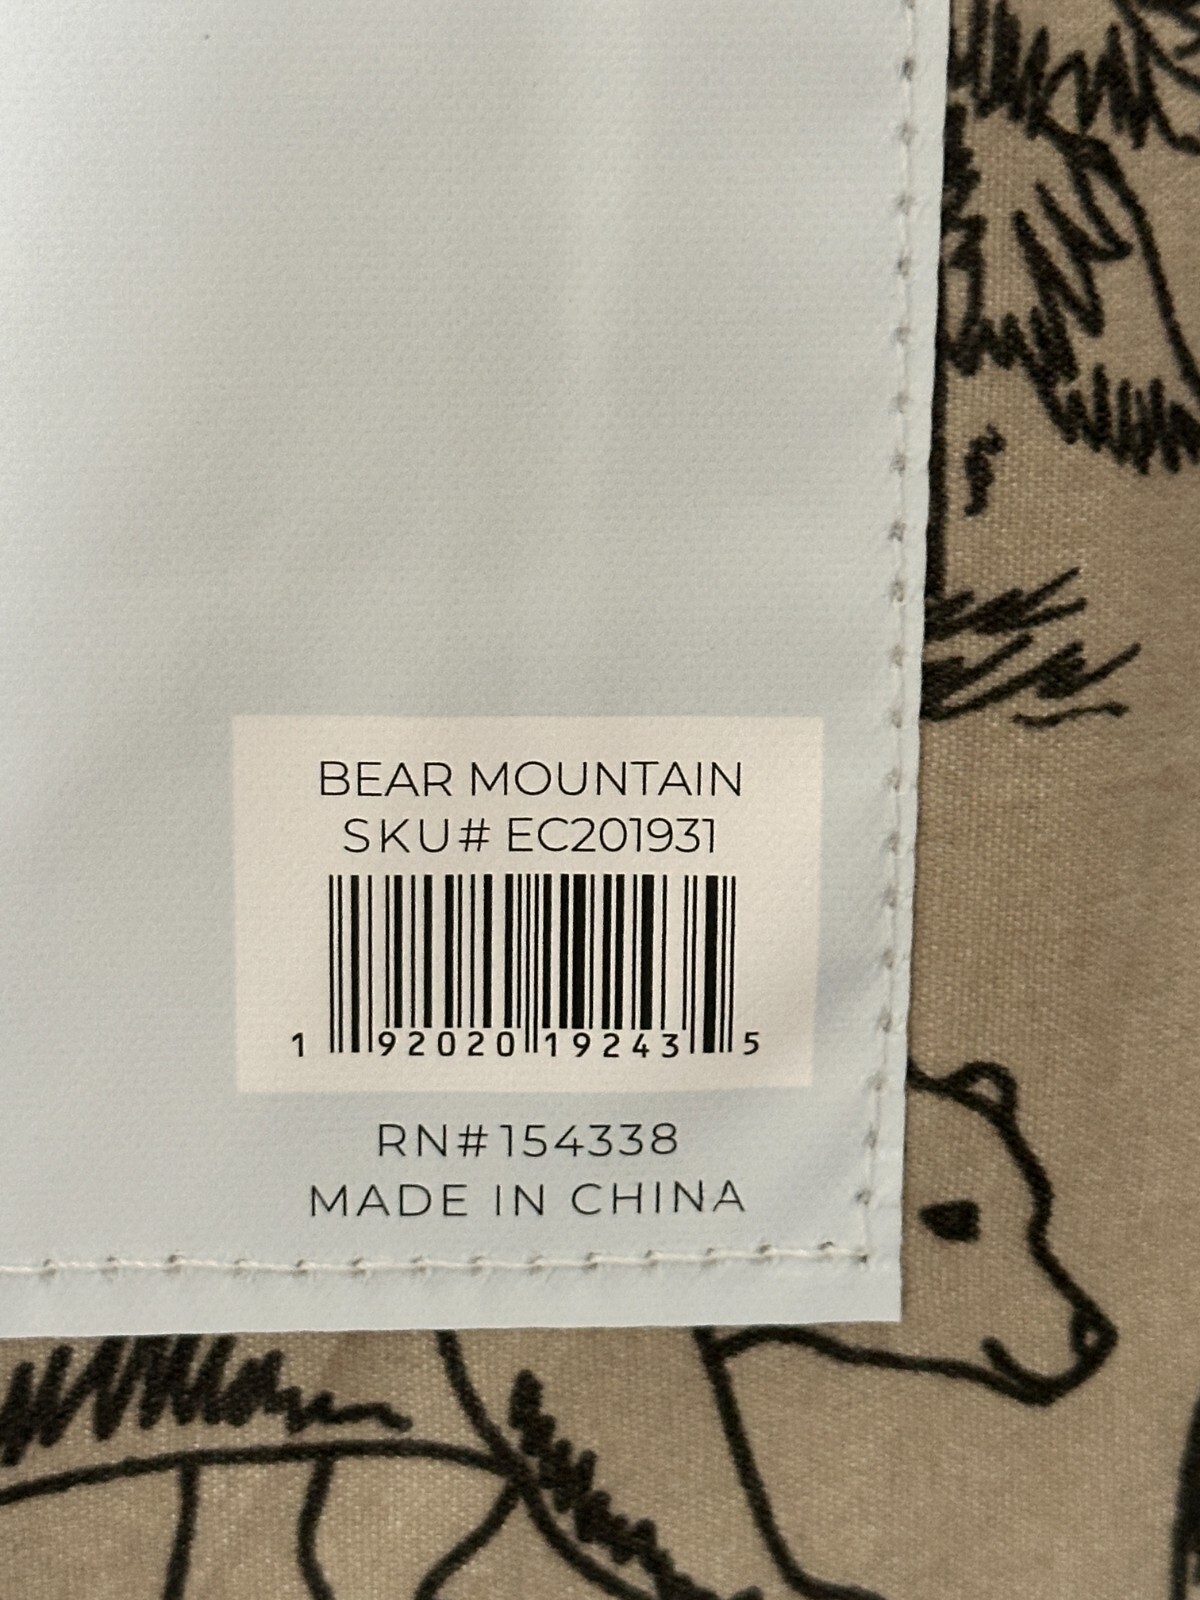 BEAR MOUNTAIN
SKU# EC201931
1 92020 19243 5
RN# 154338
MADE IN CHINA